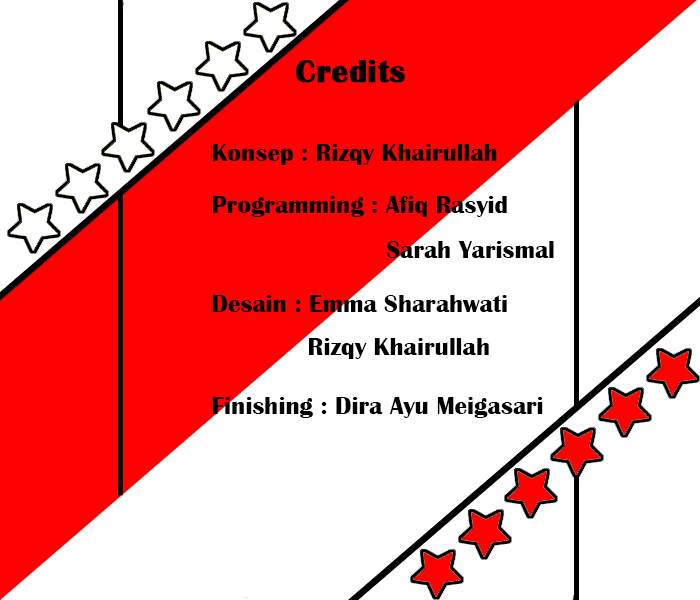 Credits
Konsep : Rizqy Khairullah
Programming : Afiq Rasyid
Sarah Yarismal
Desain : Emma Sharahwati
Rizqy Khairullah
Finishing : Dira Ayu Meigasari